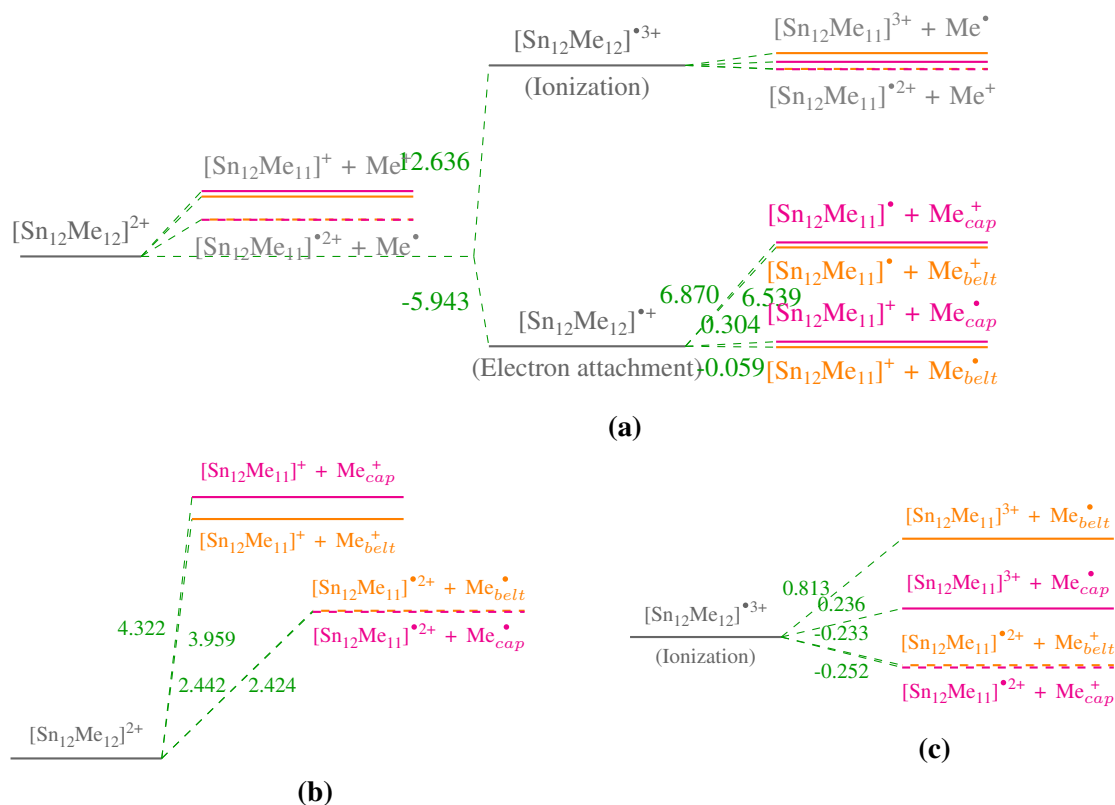 [Sn₁₂Me₁₂]•³⁺
(Ionization)
[Sn₁₂Me₁₁]³⁺ + Me•
[Sn₁₂Me₁₁]•²⁺ + Me⁺
12.636
[Sn₁₂Me₁₁]⁺ + Me⁺
[Sn₁₂Me₁₂]²⁺
[Sn₁₂Me₁₁]•²⁺ + Me•
-5.943
[Sn₁₂Me₁₂]•⁺
(Electron attachment)
6.870
6.539
0.304
-0.059
[Sn₁₂Me₁₁]• + Me⁺cap
[Sn₁₂Me₁₁]• + Me⁺belt
[Sn₁₂Me₁₁]⁺ + Me•cap
[Sn₁₂Me₁₁]⁺ + Me•belt
(a)
[Sn₁₂Me₁₁]⁺ + Me⁺cap
[Sn₁₂Me₁₁]⁺ + Me⁺belt
[Sn₁₂Me₁₁]•²⁺ + Me•belt
[Sn₁₂Me₁₁]•²⁺ + Me•cap
4.322
3.959
2.442
2.424
[Sn₁₂Me₁₂]²⁺
(b)
[Sn₁₂Me₁₁]³⁺ + Me•belt
[Sn₁₂Me₁₁]³⁺ + Me•cap
0.813
0.236
-0.233
-0.252
[Sn₁₂Me₁₂]•³⁺
(Ionization)
[Sn₁₂Me₁₁]•²⁺ + Me⁺belt
[Sn₁₂Me₁₁]•²⁺ + Me⁺cap
(c)